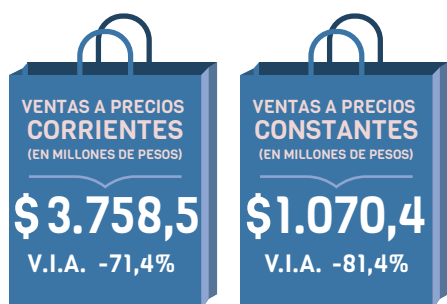 VENTAS A PRECIOS
CORRIENTES
(EN MILLONES DE PESOS)
$ 3.758,5
V.I.A. -71,4%
VENTAS A PRECIOS
CONSTANTES
(EN MILLONES DE PESOS)
$1.070,4
V.I.A. -81,4%